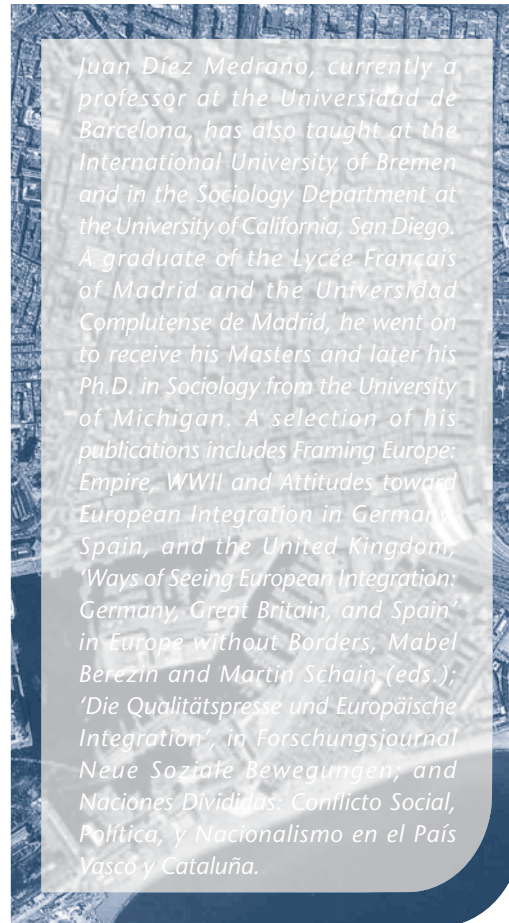 Juan Díez Medrano, currently a
professor at the Universidad de
Barcelona, has also taught at the
International University of Bremen
and in the Sociology Department at
the University of California, San Diego.
A graduate of the Lycée Français
of Madrid and the Universidad
Complutense de Madrid, he went on
to receive his Masters and later his
Ph.D. in Sociology from the University
of Michigan. A selection of his
publications includes Framing Europe:
Empire, WWII and Attitudes toward
European Integration in Germany,
Spain, and the United Kingdom;
‘Ways of Seeing European Integration:
Germany, Great Britain, and Spain’
in Europe without Borders, Mabel
Berezin and Martin Schain (eds.);
‘Die Qualitätspresse und Europäische
Integration’, in Forschungsjournal
Neue Soziale Bewegungen; and
Naciones Divididas: Conflicto Social,
Política, y Nacionalismo en el País
Vasco y Cataluña.